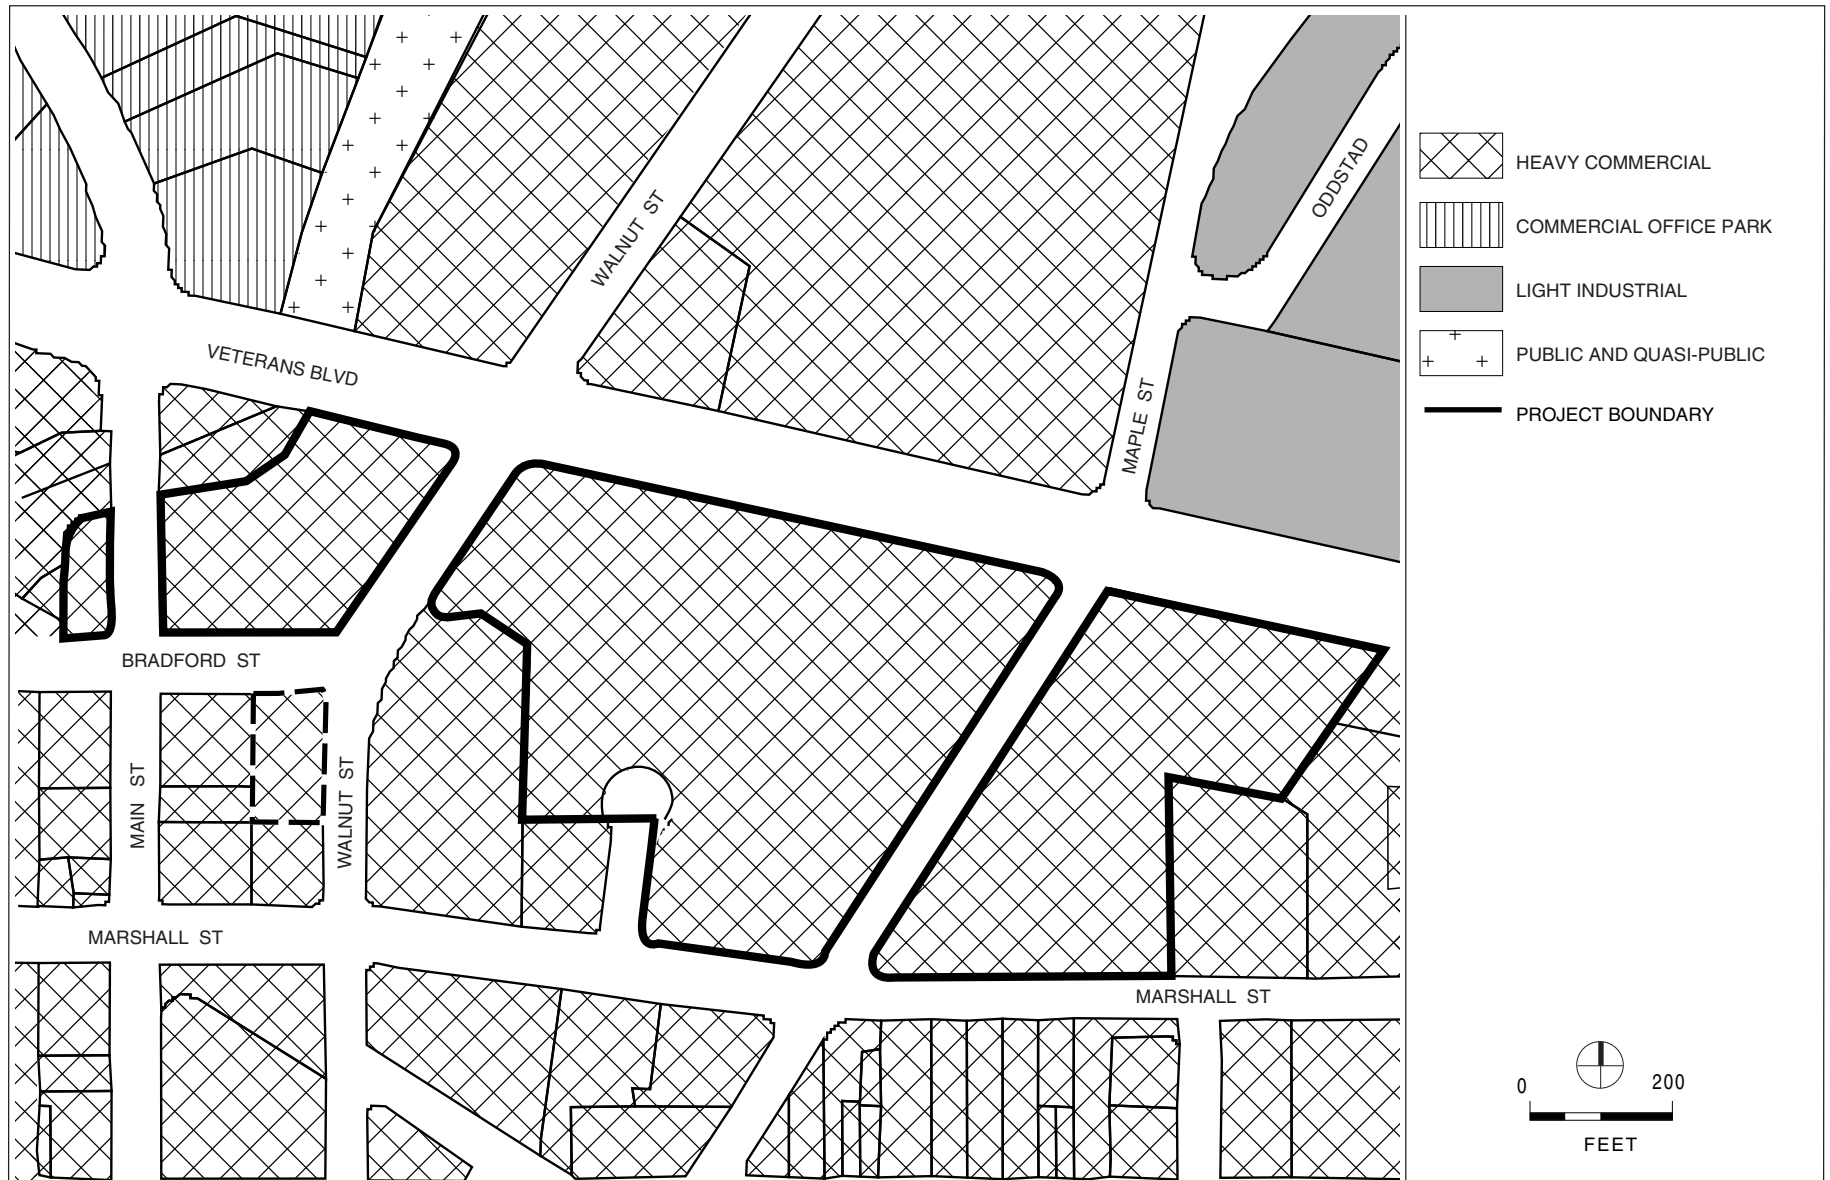 WALNUT ST
ODDSTAD
VETERANS BLVD
MAPLE ST
BRADFORD ST
MAIN ST
WALNUT ST
MARSHALL ST
MARSHALL ST
HEAVY COMMERCIAL
COMMERCIAL OFFICE PARK
LIGHT INDUSTRIAL
PUBLIC AND QUASI-PUBLIC
PROJECT BOUNDARY
0 200
FEET